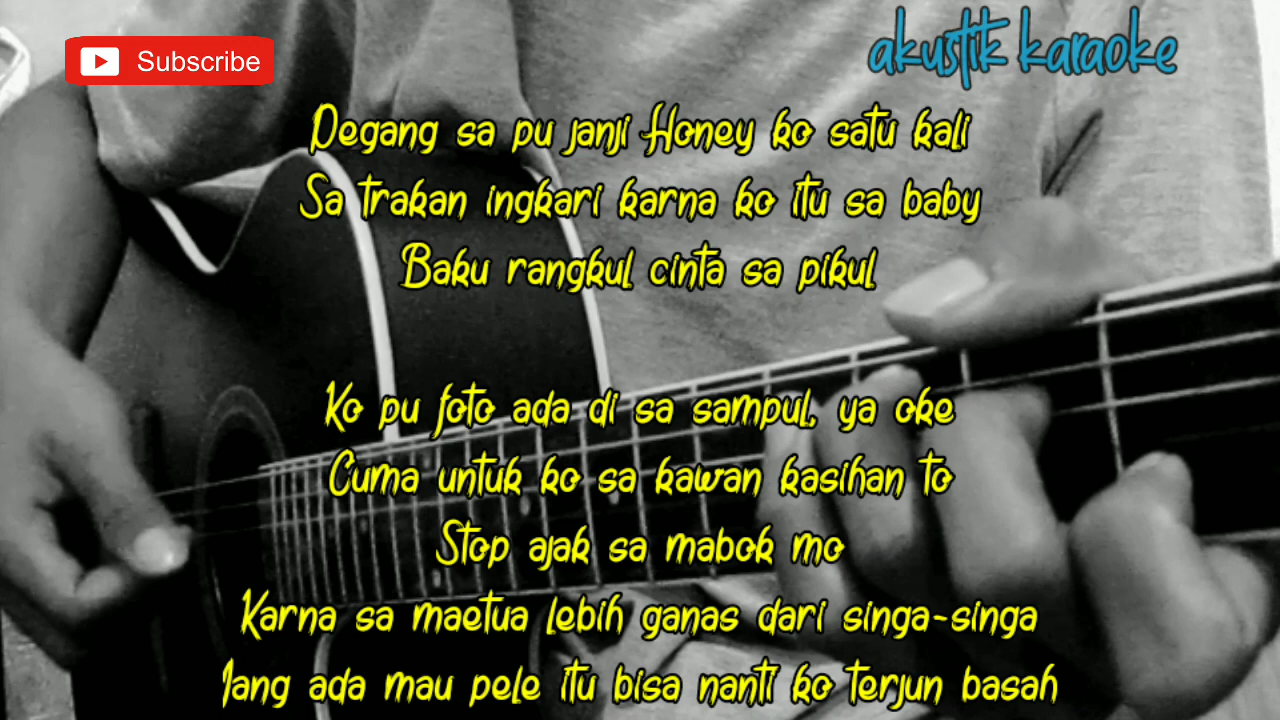 Subscribe
akustik karaoke
Degang sa pu janji Honey ko satu kali
Sa trakan ingkari karna ko itu sa baby
Baku rangkul cinta sa pikul
Ko pu foto ada di sa sampul, ya oke
Cuma untuk ko sa kawan kasihan to
Stop ajak sa mabok mo
Karna sa maetua lebih ganas dari singa-singa
Jang ada mau pele itu bisa nanti ko terjun basah